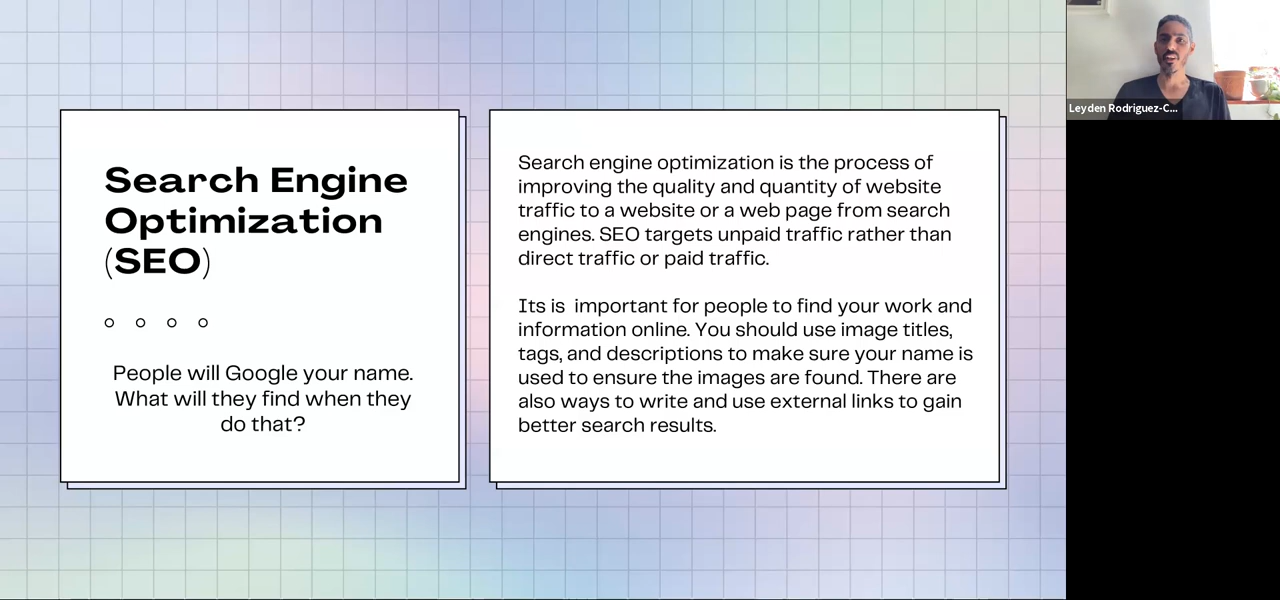 Search Engine
Optimization
(SEO)
People will Google your name.
What will they find when they
do that?
Search engine optimization is the process of
improving the quality and quantity of website
traffic to a website or a web page from search
engines. SEO targets unpaid traffic rather than
direct traffic or paid traffic.
Its is  important for people to find your work and
information online. You should use image titles,
tags, and descriptions to make sure your name is
used to ensure the images are found. There are
also ways to write and use external links to gain
better search results.
Leyden Rodriguez-C...